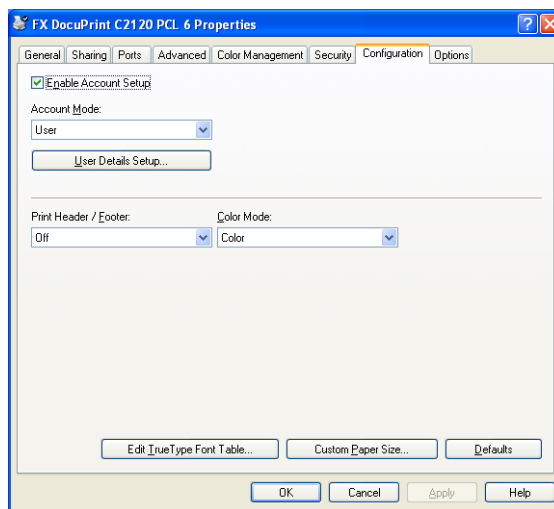 FX DocuPrint C2120 PCL 6 Properties
General Sharing Ports Advanced Color Management Security Configuration Options
Enable Account Setup
Account Mode:
User
User Details Setup...
Print Header / Footer: Color Mode:
Off Color
Edit TrueType Font Table... Custom Paper Size... Defaults
OK Cancel Apply Help